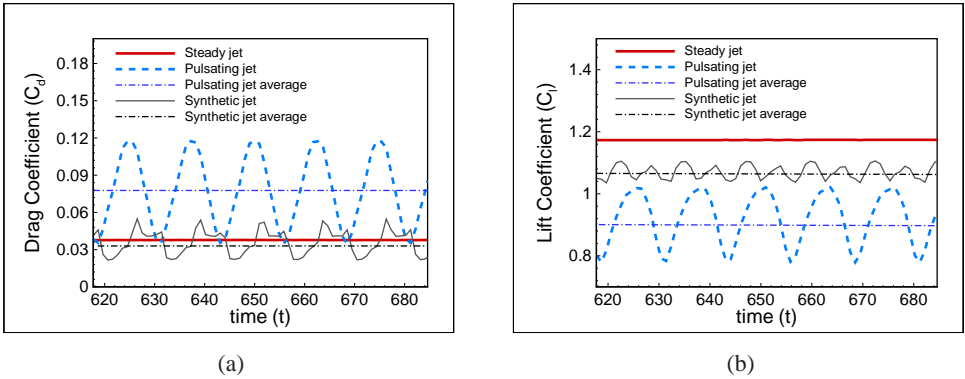 Drag Coefficient (Cd)
0.18
0.15
0.12
0.09
0.06
0.03
0
Steady jet
Pulsating jet
Pulsating jet average
Synthetic jet
Synthetic jet average
620 630 640 650 660 670 680
time (t)
(a)
Lift Coefficient (Cl)
1.4
1.2
1
0.8
Steady jet
Pulsating jet
Pulsating jet average
Synthetic jet
Synthetic jet average
620 630 640 650 660 670 680
time (t)
(b)